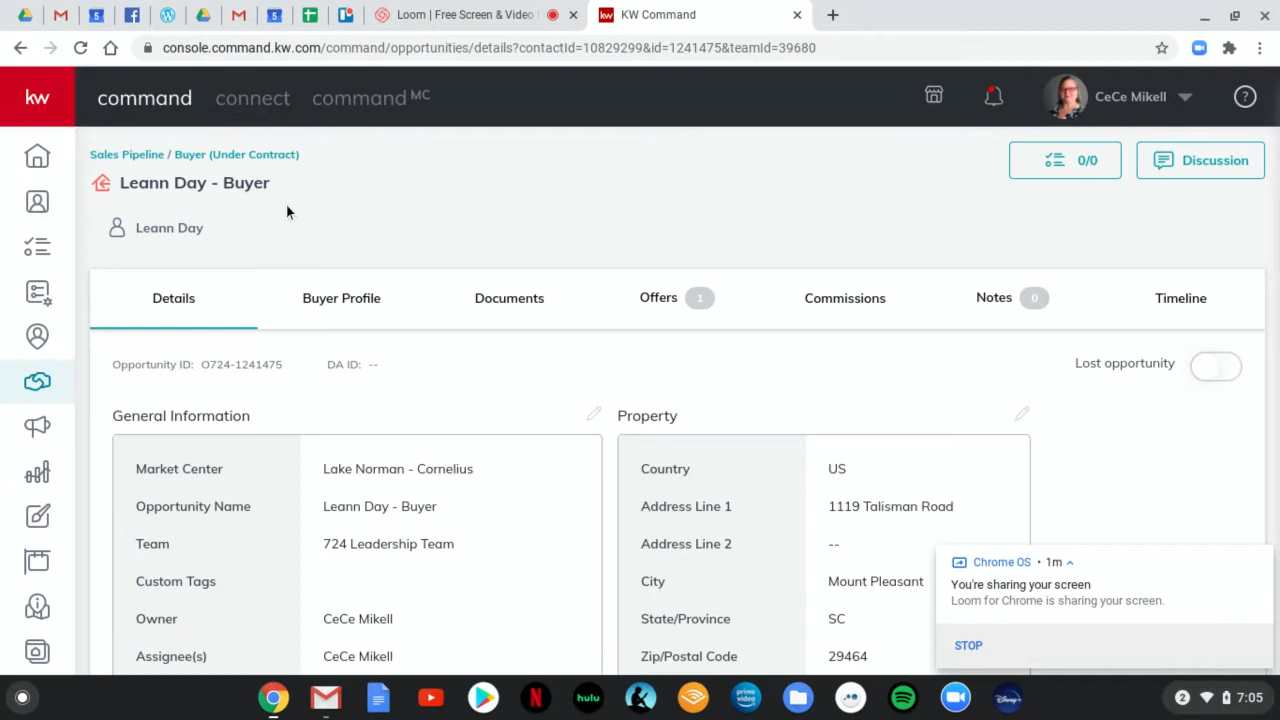 Loom | Free Screen & Video
KW Command
console.command.kw.com/command/opportunities/details?contactId=10829299&id=1241475&teamId=39680
kw
command
connect
command MC
CeCe Mikell
?
Sales Pipeline / Buyer (Under Contract)
0/0
Discussion
Leann Day - Buyer
Leann Day
Details
Buyer Profile
Documents
Offers 1
Commissions
Notes 0
Timeline
Opportunity ID: O724-1241475
DA ID: --
Lost opportunity
General Information
Market Center Lake Norman - Cornelius
Opportunity Name Leann Day - Buyer
Team 724 Leadership Team
Custom Tags
Owner CeCe Mikell
Assignee(s) CeCe Mikell
Property
Country US
Address Line 1 1119 Talisman Road
Address Line 2 --
City Mount Pleasant
State/Province SC
Zip/Postal Code 29464
Chrome OS • 1m
You're sharing your screen
Loom for Chrome is sharing your screen.
STOP
N
hulu
prime video
Disney+
2
7:05